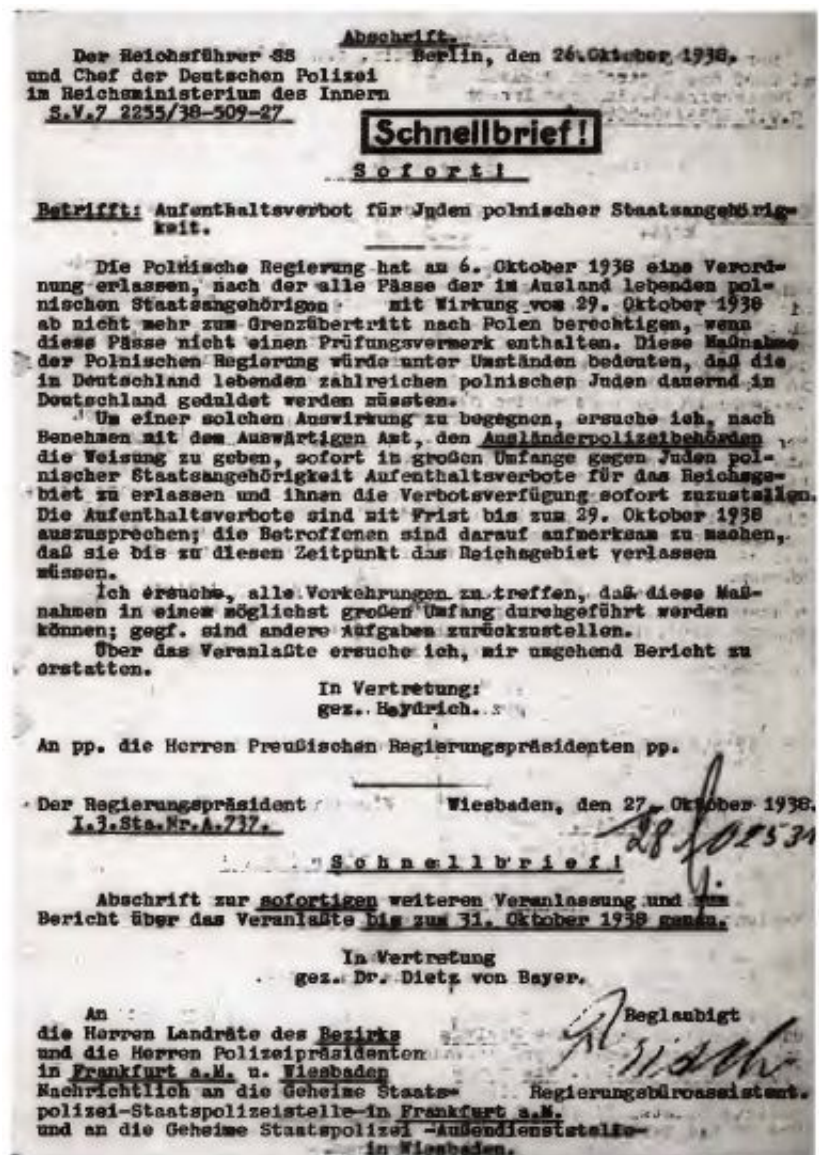 Abschrift.
Der Reichsführer SS Berlin, den 26. Oktober 1938.
und Chef der Deutschen Polizei
im Reichsministerium des Innern
S.V.7 2255/38-509-27
Schnellbrief!
Sofort!
Betrifft: Aufenthaltsverbot für Juden polnischer Staatsangehörig-
keit.
Die Polnische Regierung hat am 6. Oktober 1938 eine Verord-
nung erlassen, nach der alle Pässe der im Ausland lebenden pol-
nischen Staatsangehörigen mit Wirkung vom 29. Oktober 1938
ab nicht mehr zum Grenzübertritt nach Polen berechtigen, wenn
diese Pässe nicht einen Prüfungsvermerk enthalten. Diese Maßnahme
der Polnischen Regierung würde unter Umständen bedeuten, daß die
in Deutschland lebenden zahlreichen polnischen Juden dauernd in
Deutschland geduldet werden müssten.
Um einer solchen Auswirkung zu begegnen, ersuche ich, nach
Benehmen mit dem Auswärtigen Amt, den Ausländerpolizeibehörden
die Weisung zu geben, sofort in großem Umfange gegen Juden pol-
nischer Staatsangehörigkeit Aufenthaltsverbote für das Reichsge-
biet zu erlassen und ihnen die Verbotsverfügung sofort zuzustellen.
Die Aufenthaltsverbote sind mit Frist bis zum 29. Oktober 1938
auszusprechen; die Betroffenen sind darauf aufmerksam zu machen,
daß sie bis zu diesem Zeitpunkt das Reichsgebiet verlassen
müssen.
Ich ersuche, alle Vorkehrungen zu treffen, daß diese Maß-
nahmen in einem möglichst großen Umfang durchgeführt werden
können; gegf. sind andere Aufgaben zurückzustellen.
Über das Veranlaßte ersuche ich, mir umgehend Bericht zu
erstatten.
In Vertretung:
gez. Heydrich.
An pp. die Herren Preußischen Regierungspräsidenten pp.
Der Regierungspräsident Wiesbaden, den 27. Oktober 1938.
I.3.Sta.Nr.A.737.
28
Schnellbrief!
Abschrift zur sofortigen weiteren Veranlassung und zum
Bericht über das Veranlaßte bis zum 31. Oktober 1938 genau.
In Vertretung
gez. Dr. Dietz von Bayer.
An Beglaubigt
die Herren Landräte des Bezirks
und die Herren Polizeipräsidenten
in Frankfurt a.M. u. Wiesbaden
Nachrichtlich an die Geheime Staats- Regierungsbüroassistent.
polizei-Staatspolizeistelle-in Frankfurt a.M.
und an die Geheime Staatspolizei -Außendienststelle-
in Wiesbaden.